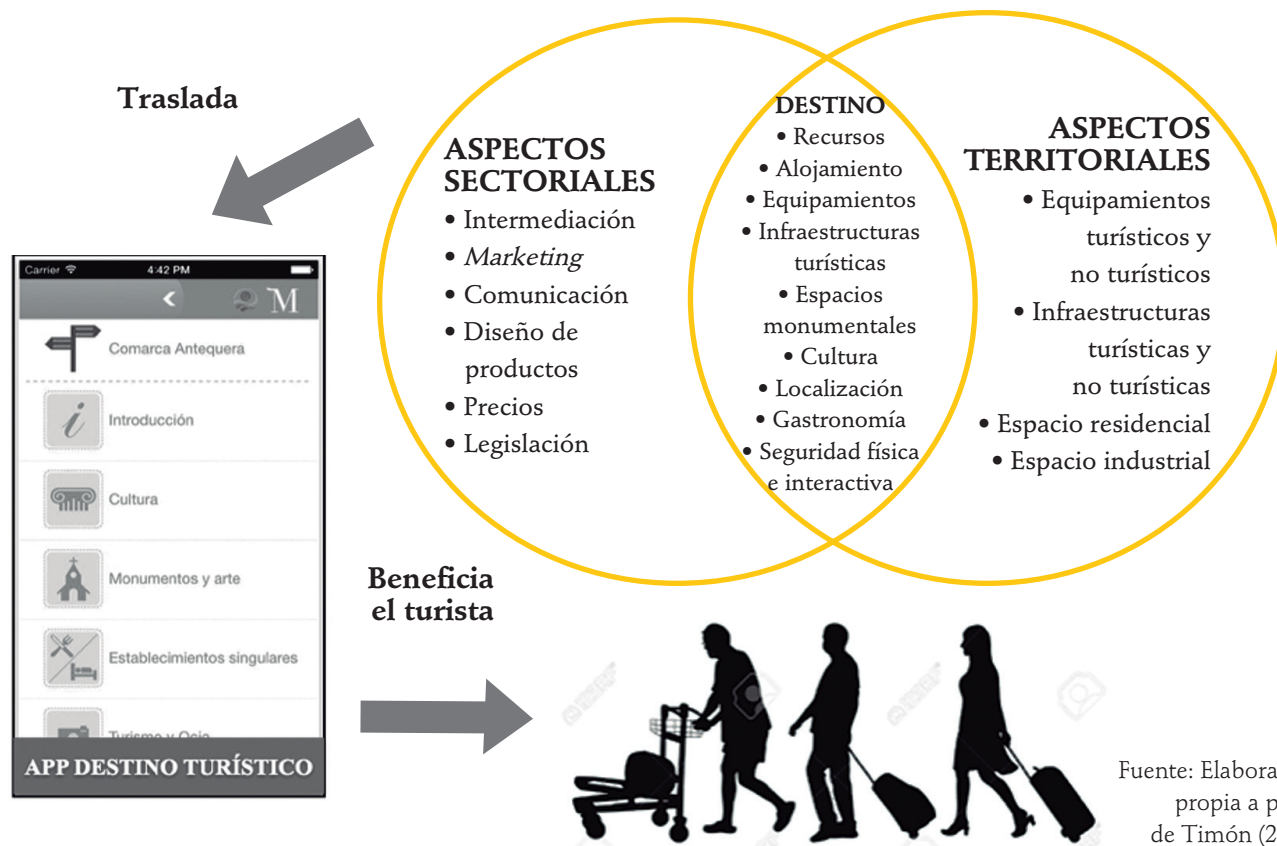 Traslada
ASPECTOS
SECTORIALES
• Intermediación
• Marketing
• Comunicación
• Diseño de
productos
• Precios
• Legislación
DESTINO
• Recursos
• Alojamiento
• Equipamientos
• Infraestructuras
turísticas
• Espacios
monumentales
• Cultura
• Localización
• Gastronomía
• Seguridad física
e interactiva
ASPECTOS
TERRITORIALES
• Equipamientos
turísticos y
no turísticos
• Infraestructuras
turísticas y
no turísticas
• Espacio residencial
• Espacio industrial
Carrier 4:42 PM
M
Comarca Antequera
i
Introducción
Cultura
Monumentos y arte
Establecimientos singulares
Turismo y Ocio
APP DESTINO TURÍSTICO
Beneficia
el turista
Fuente: Elabora
propia a p
de Timón (2